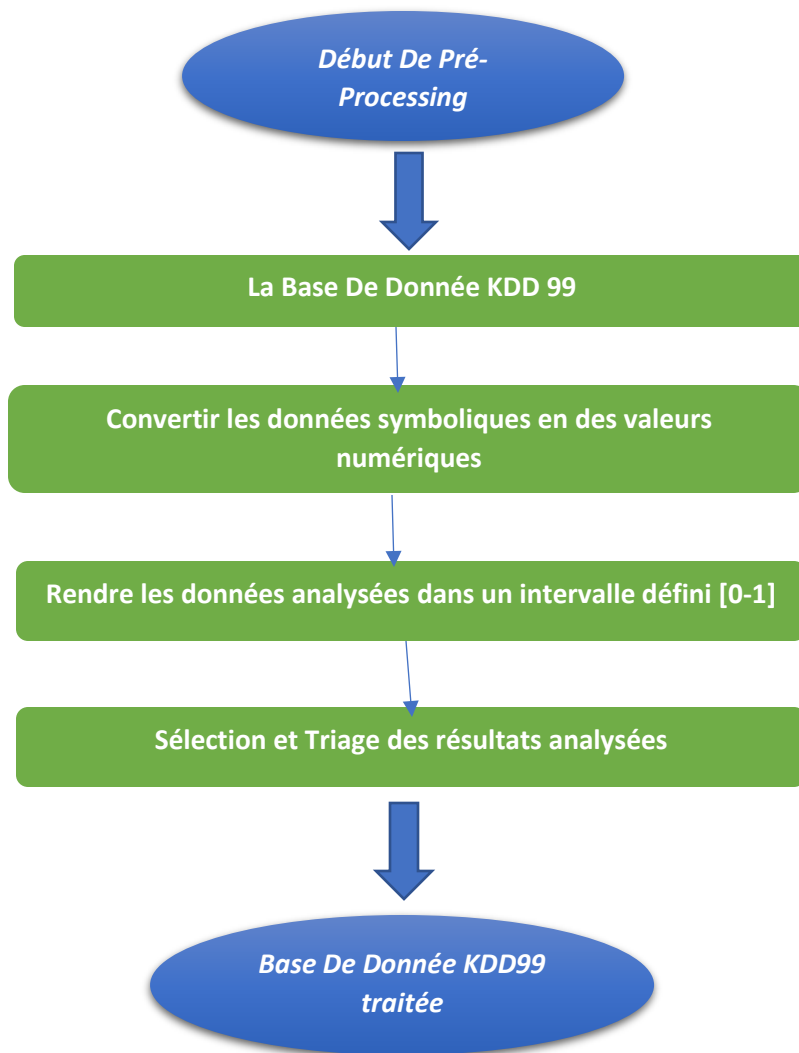 Début De Pré-
Processing
La Base De Donnée KDD 99
Convertir les données symboliques en des valeurs
numériques
Rendre les données analysées dans un intervalle défini [0-1]
Sélection et Triage des résultats analysées
Base De Donnée KDD99
traitée